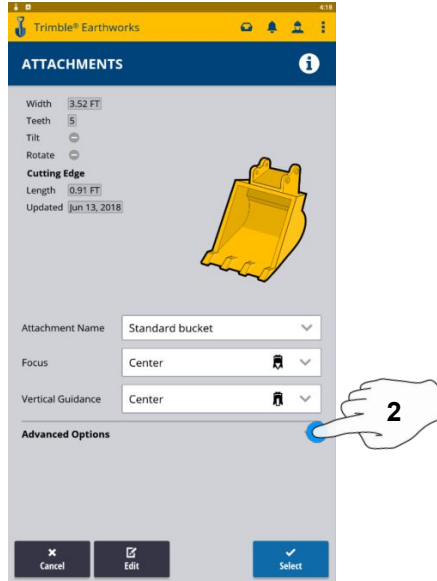 4:18
Trimble® Earthworks
ATTACHMENTS
Width 3.52 FT
Teeth 5
Tilt
Rotate
Cutting Edge
Length 0.91 FT
Updated Jun 13, 2018
Attachment Name Standard bucket
Focus Center
Vertical Guidance Center
2
Advanced Options
Cancel Edit Select